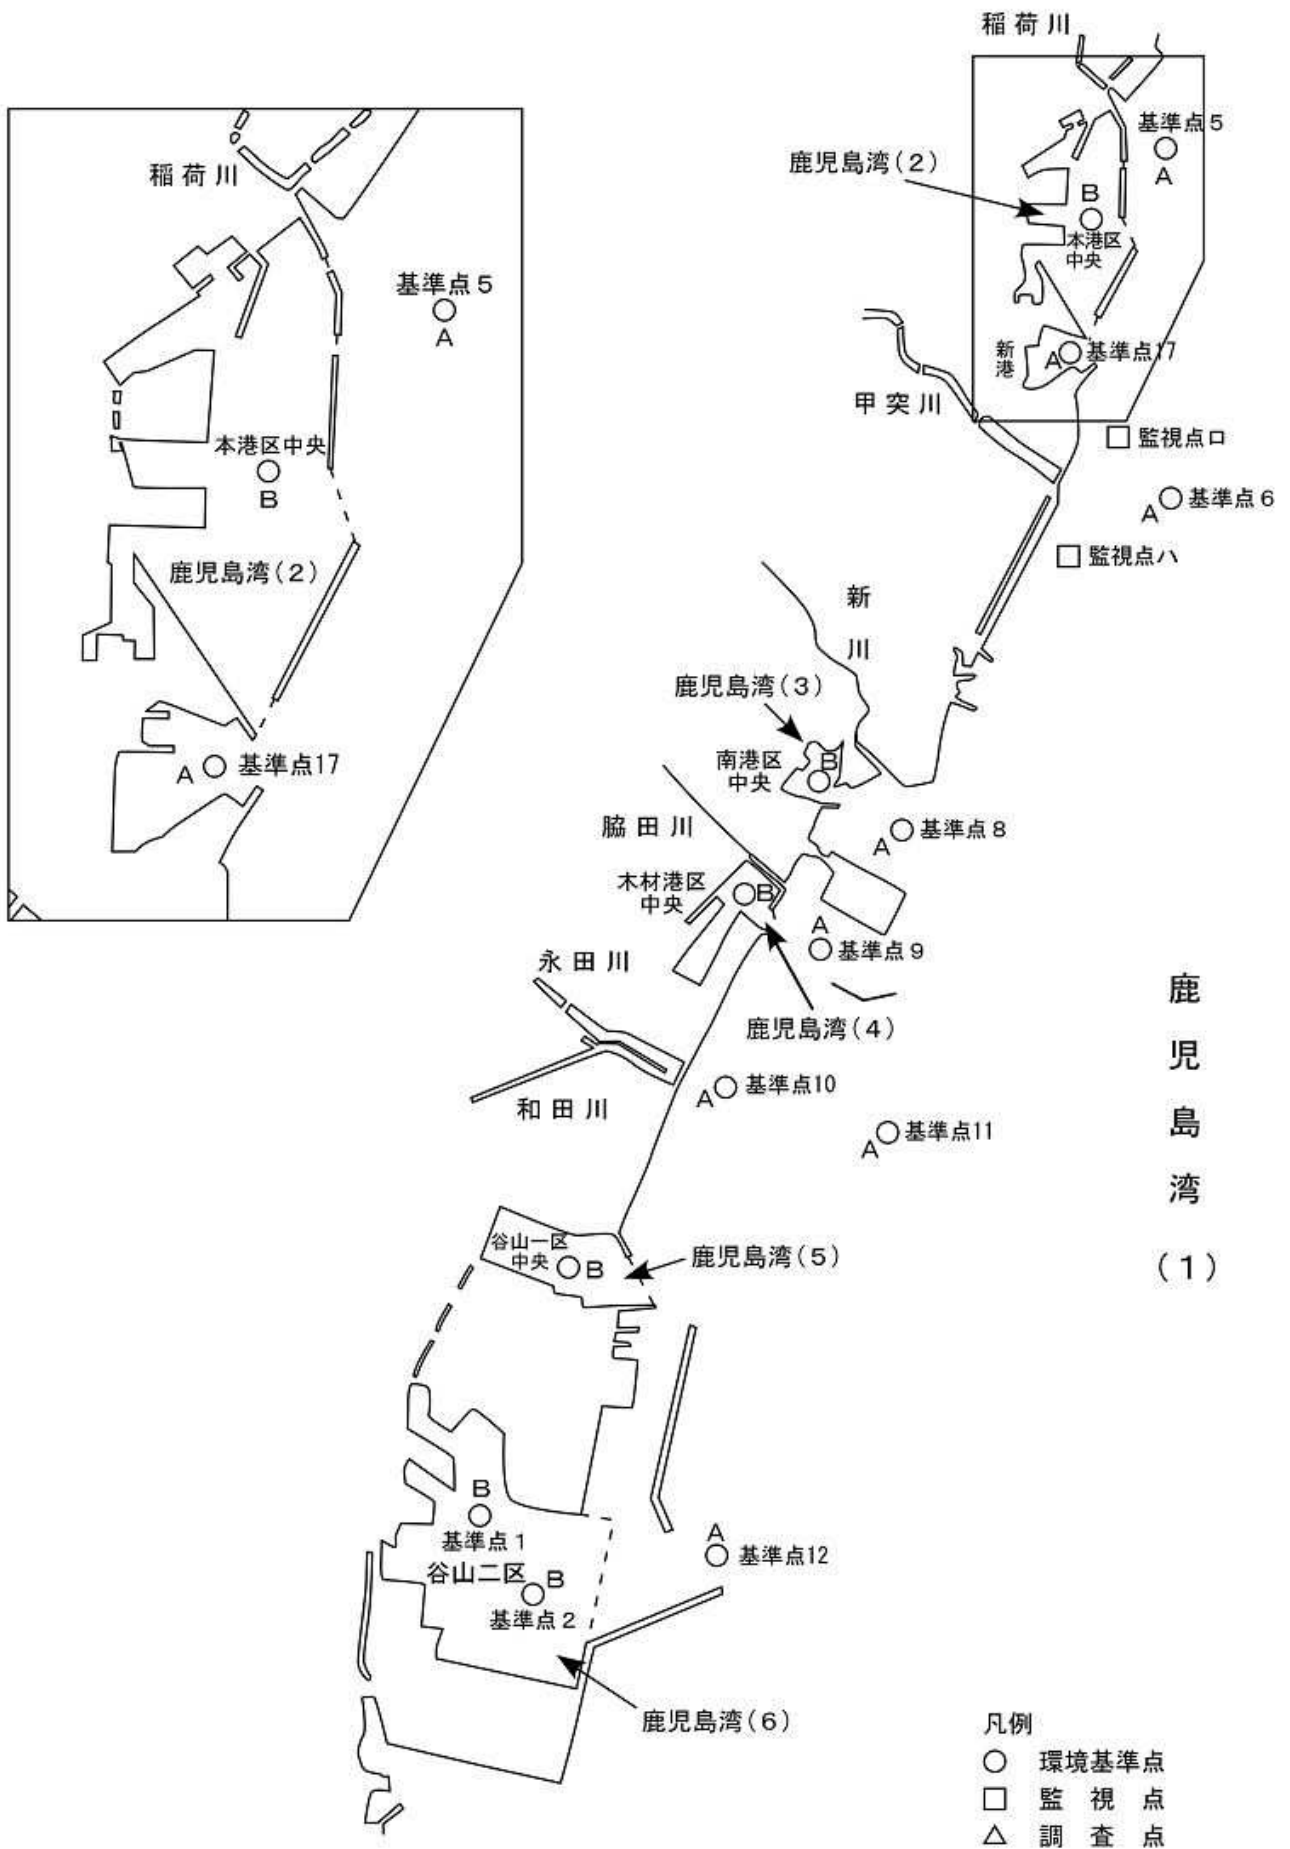 稲荷川
基準点5
A
鹿児島湾(2)
B
本港区
中央
新港
A
基準点17
甲突川
監視点ロ
A
基準点6
監視点ハ
稲荷川
基準点5
A
本港区中央
B
鹿児島湾(2)
A
基準点17
新川
鹿児島湾(3)
南港区
中央
B
A
基準点8
脇田川
木材港区
中央
B
A
基準点9
鹿児島湾(4)
永田川
和田川
A
基準点10
A
基準点11
鹿児島湾
(1)
谷山一区
中央
B
鹿児島湾(5)
B
基準点1
谷山二区
B
基準点2
A
基準点12
鹿児島湾(6)
凡例
○ 環境基準点
□ 監視点
△ 調査点